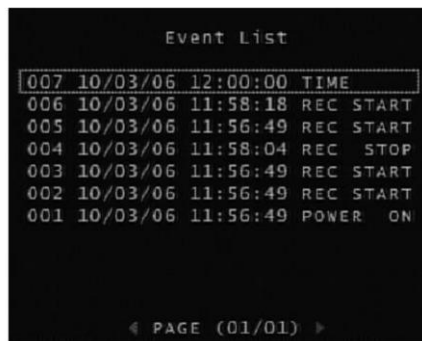 Event List
007 10/03/06 12:00:00 TIME
006 10/03/06 11:58:18 REC START
005 10/03/06 11:56:49 REC START
004 10/03/06 11:58:04 REC STOP
003 10/03/06 11:56:49 REC START
002 10/03/06 11:56:49 REC START
001 10/03/06 11:56:49 POWER ON
PAGE (01/01)